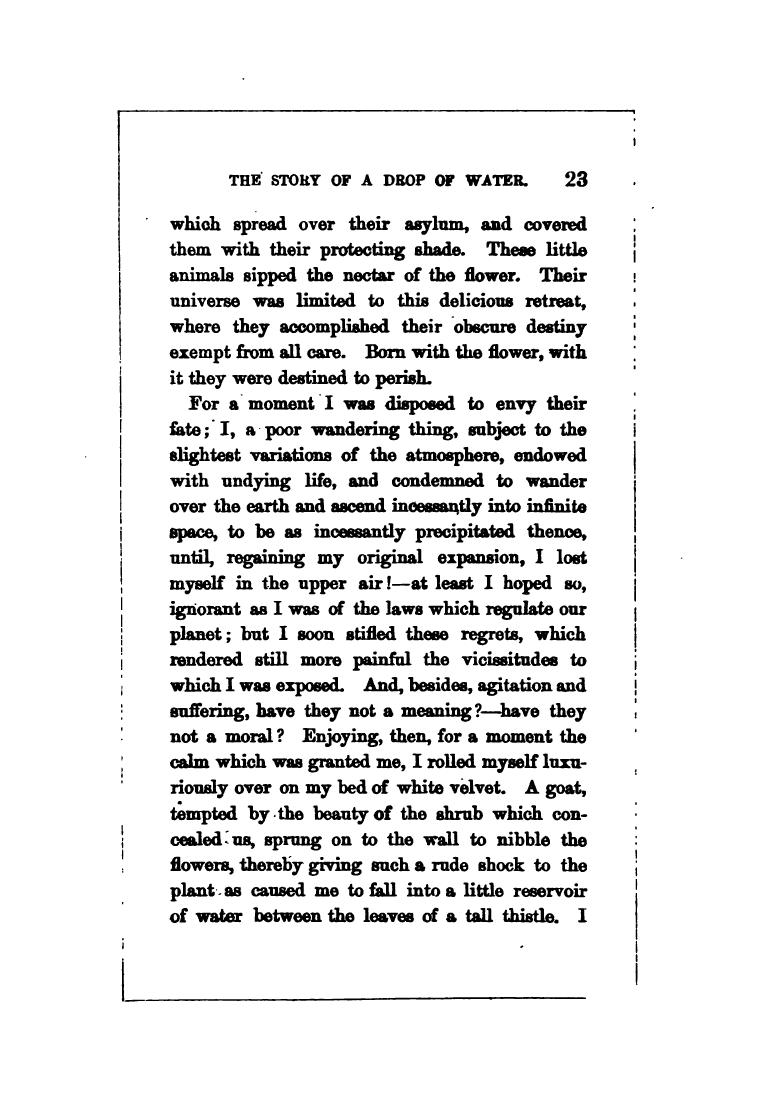 THE STORY OF A DROP OF WATER. 23
which spread over their asylum, and covered
them with their protecting shade. These little
animals sipped the nectar of the flower. Their
universe was limited to this delicious retreat,
where they accomplished their obscure destiny
exempt from all care. Born with the flower, with
it they were destined to perish.
For a moment I was disposed to envy their
fate; I, a poor wandering thing, subject to the
slightest variations of the atmosphere, endowed
with undying life, and condemned to wander
over the earth and ascend incessantly into infinite
space, to be as incessantly precipitated thence,
until, regaining my original expansion, I lost
myself in the upper air!—at least I hoped so,
ignorant as I was of the laws which regulate our
planet; but I soon stifled these regrets, which
rendered still more painful the vicissitudes to
which I was exposed. And, besides, agitation and
suffering, have they not a meaning?—have they
not a moral? Enjoying, then, for a moment the
calm which was granted me, I rolled myself luxu-
riously over on my bed of white velvet. A goat,
tempted by the beauty of the shrub which con-
cealed us, sprung on to the wall to nibble the
flowers, thereby giving such a rude shock to the
plant as caused me to fall into a little reservoir
of water between the leaves of a tall thistle. I